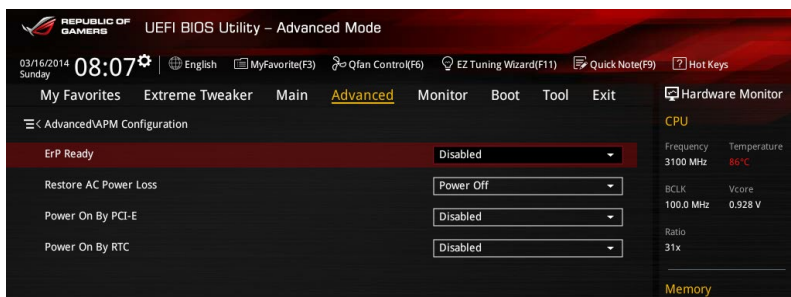 REPUBLIC OF
GAMERS
UEFI BIOS Utility – Advanced Mode
03/16/2014
Sunday
08:07
English
MyFavorite(F3)
Qfan Control(F6)
EZ Tuning Wizard(F11)
Quick Note(F9)
? Hot Keys
My Favorites
Extreme Tweaker
Main
Advanced
Monitor
Boot
Tool
Exit
Hardware Monitor
< Advanced\APM Configuration
ErP Ready
Disabled
Restore AC Power Loss
Power Off
Power On By PCI-E
Disabled
Power On By RTC
Disabled
CPU
Frequency Temperature
3100 MHz 86°C
BCLK Vcore
100.0 MHz 0.928 V
Ratio
31x
Memory